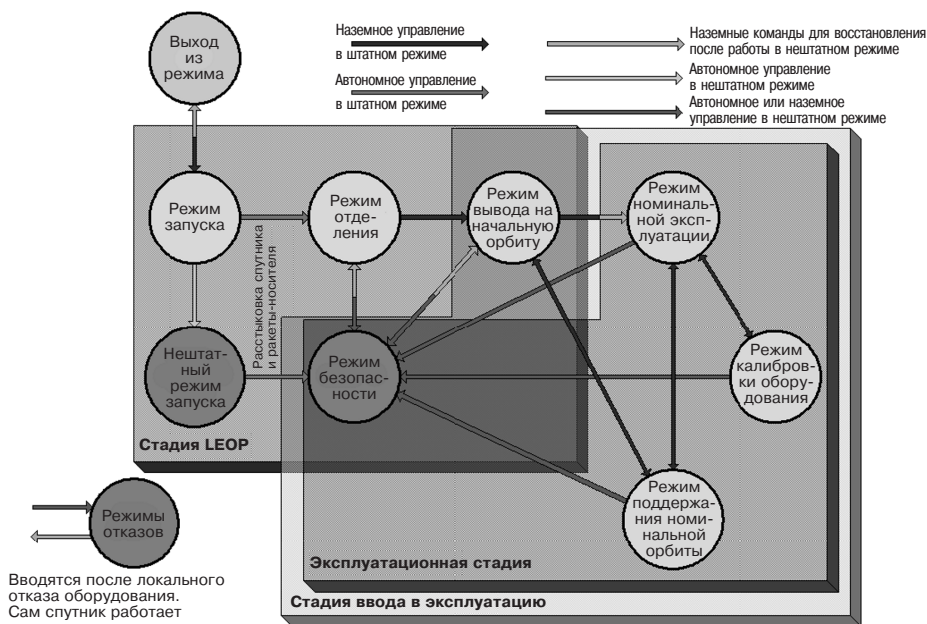 Выход
из
режима
Наземное управление
в штатном режиме
Автономное управление
в штатном режиме
Наземные команды для восстановления
после работы в нештатном режиме
Автономное управление
в нештатном режиме
Автономное или наземное
управление в нештатном режиме
Режим
запуска
Режим
отде-
ления
Режим
вывода на
начальную
орбиту
Режим
номиналь-
ной эксп-
луатации
Расстыковка спутника
и ракеты-носителя
Нештат-
ный
режим
запуска
Режим
безопас-
ности
Режим
калибров-
ки обору-
дования
Стадия LEOP
Режим
поддержа-
ния номи-
нальной
орбиты
Режимы
отказов
Эксплуатационная стадия
Стадия ввода в эксплуатацию
Вводятся после локального
отказа оборудования.
Сам спутник работает